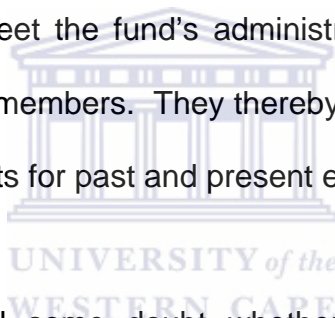 eet the fund's administr
members. They thereby
ts for past and present e
UNIVERSITY of the
WESTERN CAPE
some doubt whether